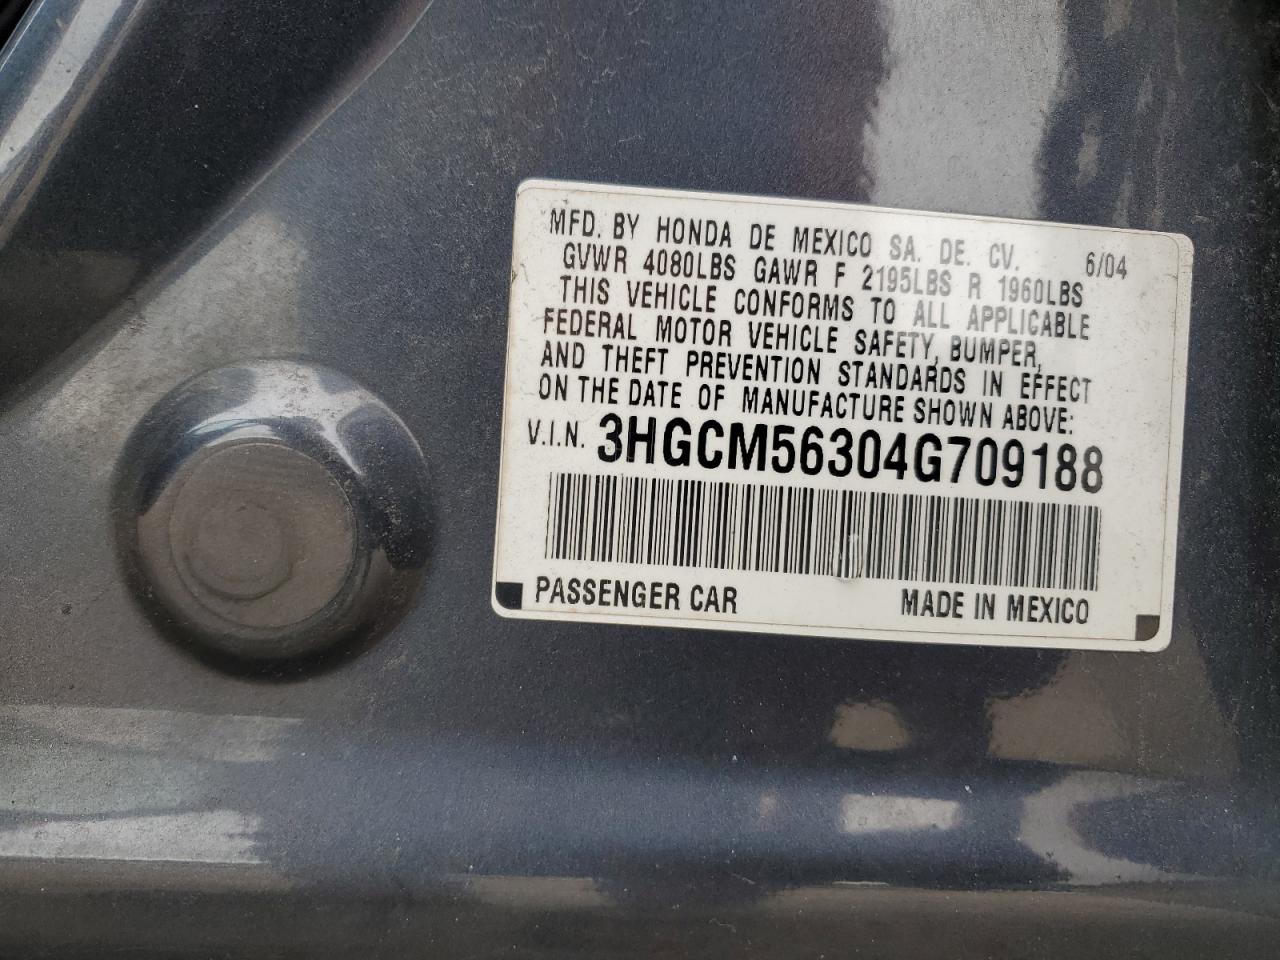 MFD. BY HONDA DE MEXICO SA. DE. CV. 6/04
GVWR 4080LBS GAWR F 2195LBS R 1960LBS
THIS VEHICLE CONFORMS TO ALL APPLICABLE
FEDERAL MOTOR VEHICLE SAFETY, BUMPER,
AND THEFT PREVENTION STANDARDS IN EFFECT
ON THE DATE OF MANUFACTURE SHOWN ABOVE:
V.I.N. 3HGCM56304G709188
PASSENGER CAR MADE IN MEXICO